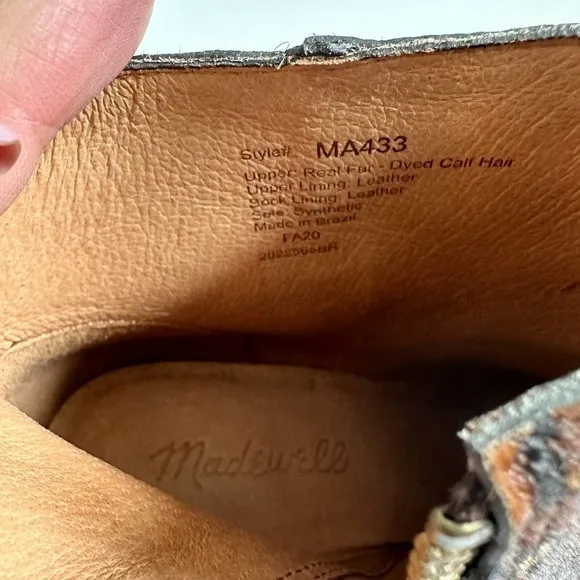 Style# MA433
Upper: Real Fur - Dyed Calf Hair
Upper Lining: Leather
Sock Lining: Leather
Sole: Synthetic
Made in Brazil
FA20
2022565BR
Madewell